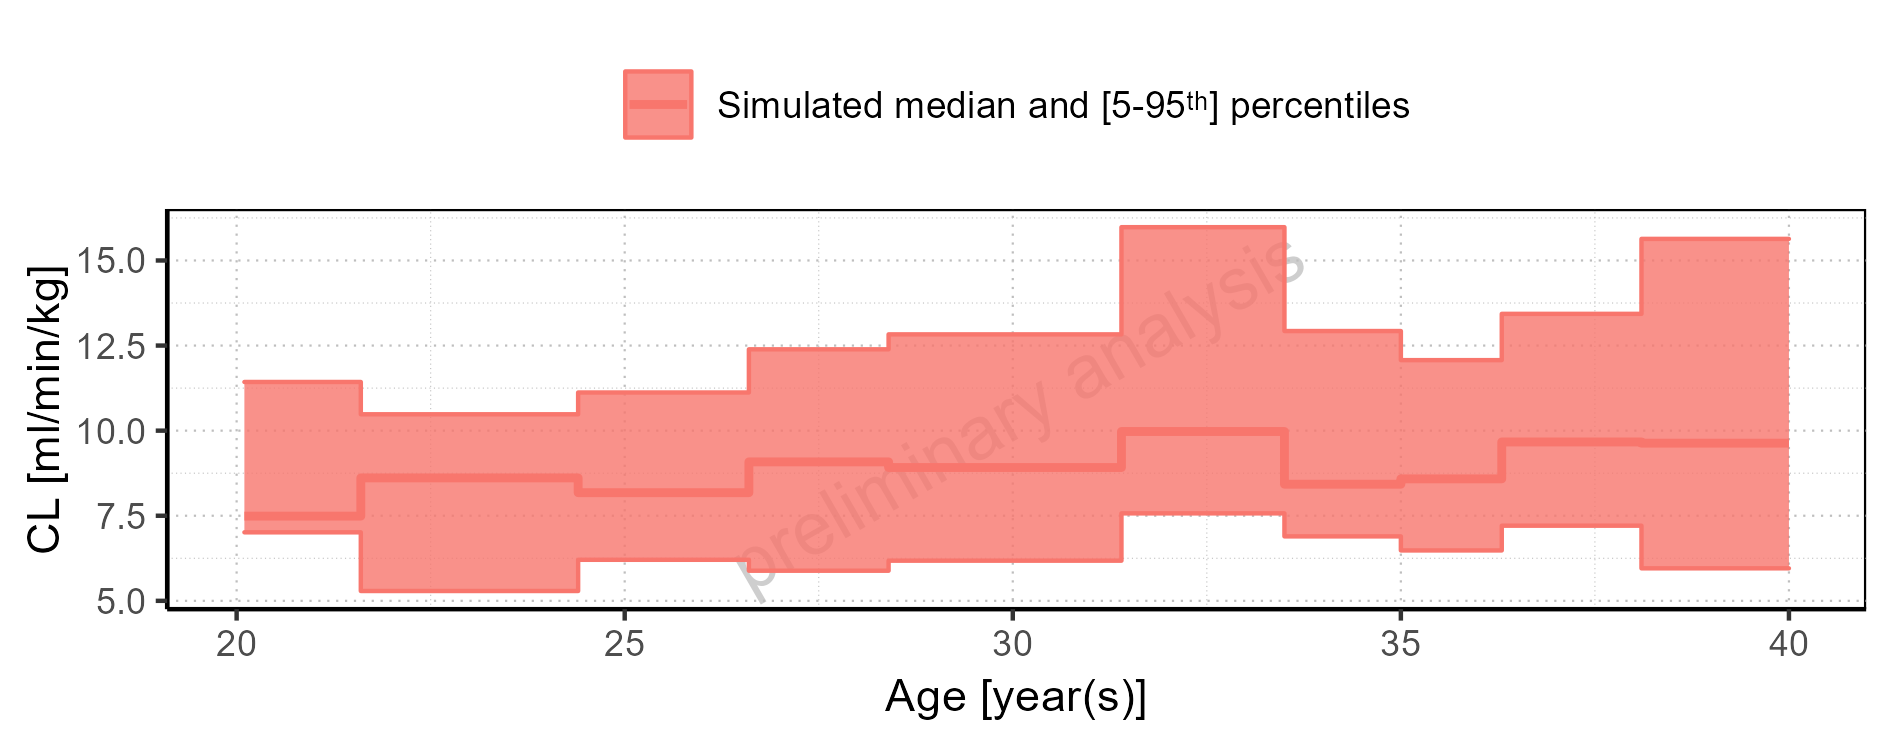 Simulated median and [5-95th] percentiles
CL [ml/min/kg]
15.0
12.5
10.0
7.5
5.0
preliminary analysis
20 25 30 35 40
Age [year(s)]